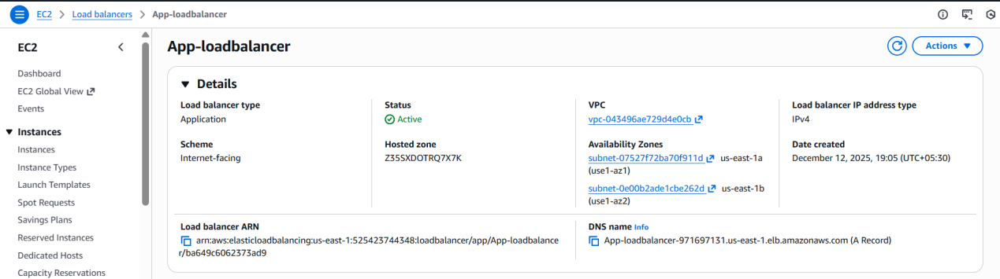 EC2 > Load balancers > App-loadbalancer
EC2
Dashboard
EC2 Global View
Events
Instances
Instances
Instance Types
Launch Templates
Spot Requests
Savings Plans
Reserved Instances
Dedicated Hosts
Capacity Reservations
App-loadbalancer
Actions
Details
Load balancer type
Application
Status
Active
VPC
vpc-043496ae729d4e0cb
Load balancer IP address type
IPv4
Scheme
Internet-facing
Hosted zone
Z35SXDOTRQ7X7K
Availability Zones
subnet-07527f72ba70f911d us-east-1a
(use1-az1)
subnet-0e00b2ade1cbe262d us-east-1b
(use1-az2)
Date created
December 12, 2025, 19:05 (UTC+05:30)
Load balancer ARN
arn:aws:elasticloadbalancing:us-east-1:525423744348:loadbalancer/app/App-loadbalance
r/ba649c6062373ad9
DNS name Info
App-loadbalancer-971697131.us-east-1.elb.amazonaws.com (A Record)